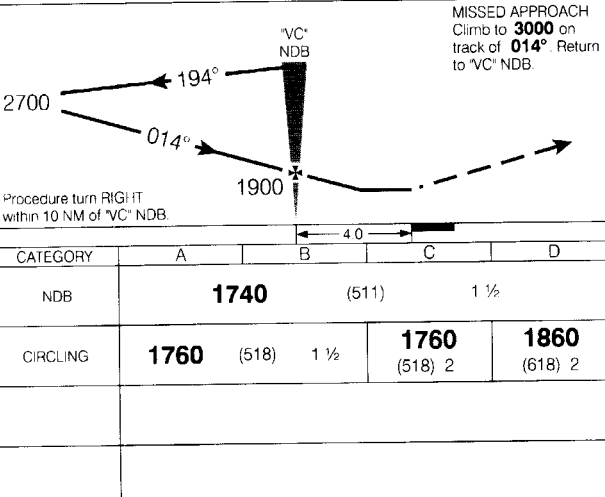 MISSED APPROACH
Climb to 3000 on
track of 014°. Return
to "VC" NDB.
"VC"
NDB
194°
2700
014°
1900
Procedure turn RIGHT
within 10 NM of "VC" NDB.
4.0
CATEGORY A B C D
NDB 1740 (511) 1 ½
CIRCLING 1760 (518) 1 ½ 1760 (518) 2 1860 (618) 2